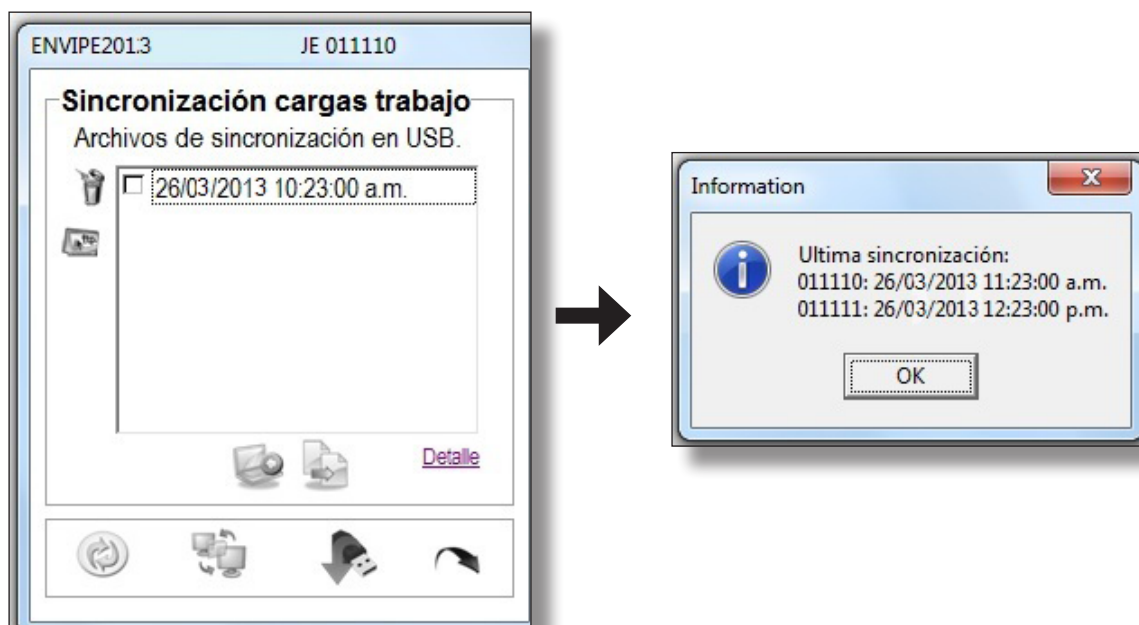 ENVIPE2013 JE 011110
Sincronización cargas trabajo
Archivos de sincronización en USB.
26/03/2013 10:23:00 a.m.
Detalle
Information
Ultima sincronización:
011110: 26/03/2013 11:23:00 a.m.
011111: 26/03/2013 12:23:00 p.m.
OK